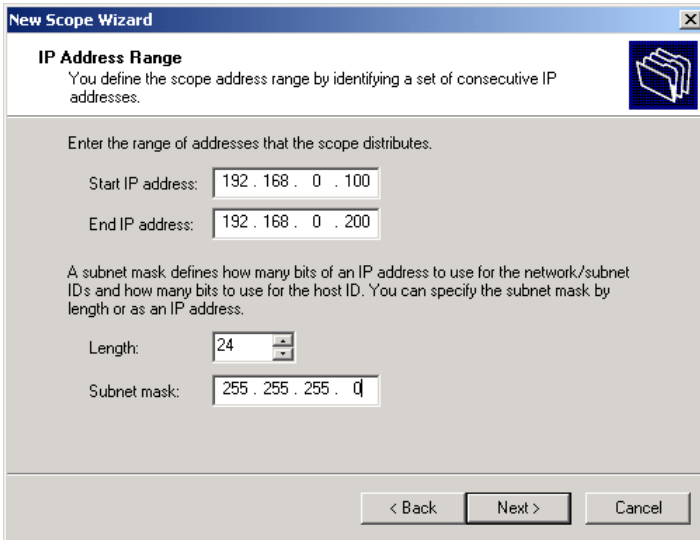 New Scope Wizard
IP Address Range
You define the scope address range by identifying a set of consecutive IP
addresses.
Enter the range of addresses that the scope distributes.
Start IP address: 192 . 168 . 0 . 100
End IP address: 192 . 168 . 0 . 200
A subnet mask defines how many bits of an IP address to use for the network/subnet
IDs and how many bits to use for the host ID. You can specify the subnet mask by
length or as an IP address.
Length: 24
Subnet mask: 255 . 255 . 255 . 0
< Back Next > Cancel